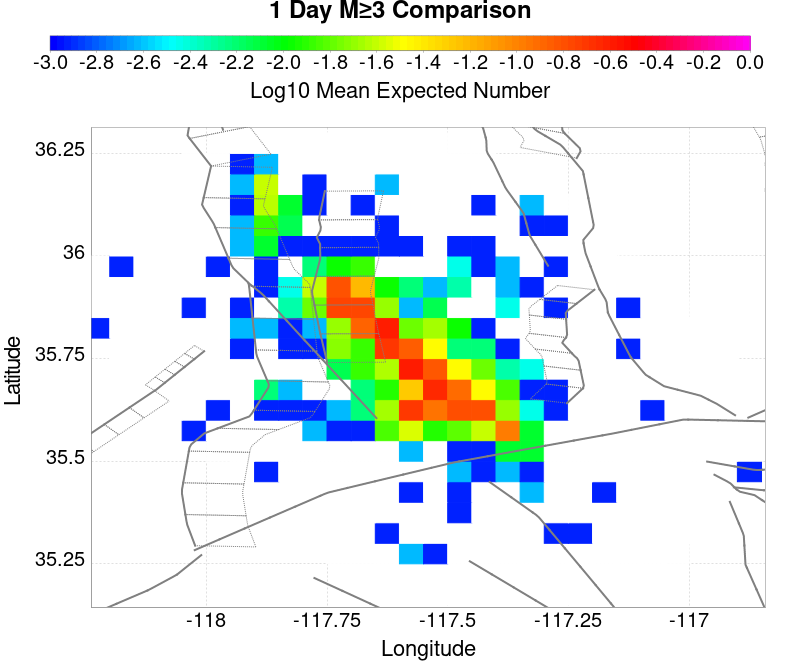 1 Day M≥3 Comparison
-3.0 -2.8 -2.6 -2.4 -2.2 -2.0 -1.8 -1.6 -1.4 -1.2 -1.0 -0.8 -0.6 -0.4 -0.2 0.0
Log10 Mean Expected Number
36.25
36
35.75
35.5
35.25
Latitude
-118 -117.75 -117.5 -117.25 -117
Longitude